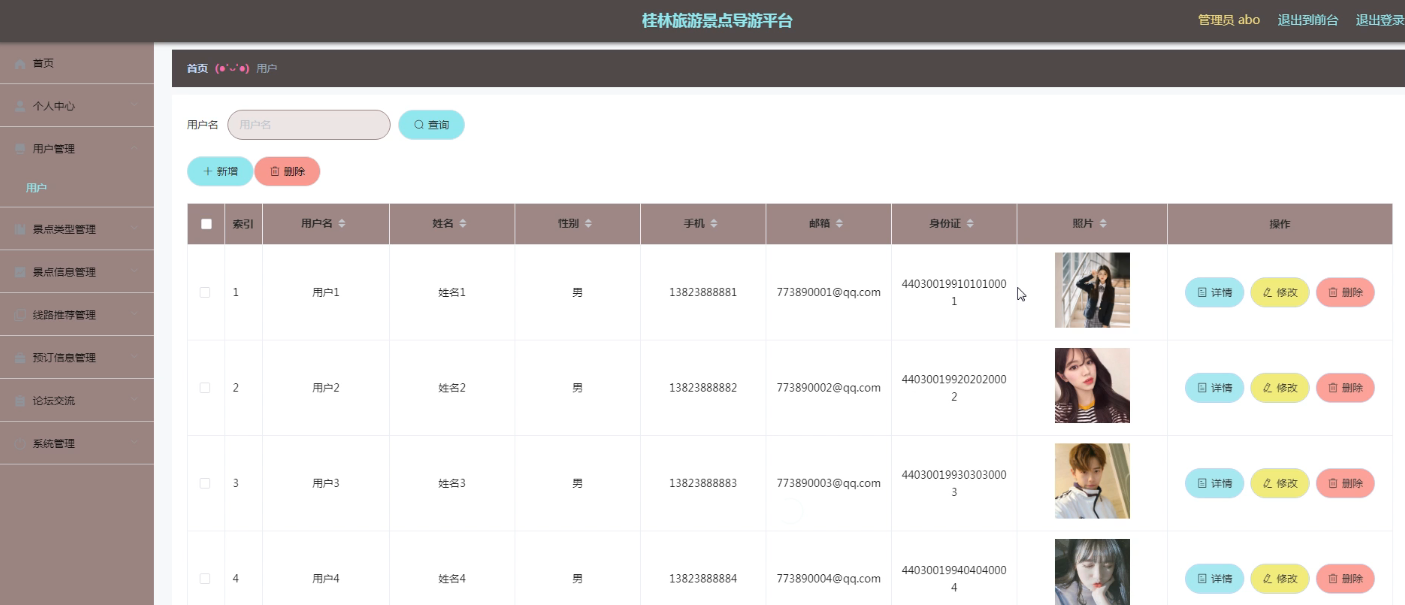 桂林旅游景点导游平台
管理员 abo 退出到前台 退出登录
首页
个人中心
用户管理
用户
景点类型管理
景点信息管理
线路推荐管理
预订信息管理
论坛交流
系统管理
首页 (●'◡'●) 用户
用户名 用户名 查询
新增 删除
索引 用户名 姓名 性别 手机 邮箱 身份证 照片 操作
1 用户1 姓名1 男 13823888881 773890001@qq.com 44030019910101000
1
详情 修改 删除
2 用户2 姓名2 男 13823888882 773890002@qq.com 44030019920202000
2
详情 修改 删除
3 用户3 姓名3 男 13823888883 773890003@qq.com 44030019930303000
3
详情 修改 删除
4 用户4 姓名4 男 13823888884 773890004@qq.com 44030019940404000
4
详情 修改 删除